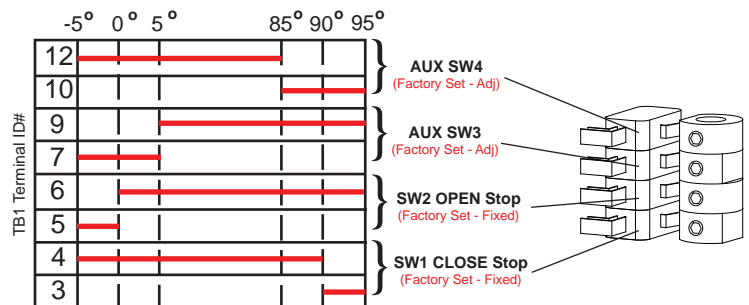 -5° 0° 5° 85° 90° 95°
TB1 Terminal ID#
12
10
AUX SW4
(Factory Set - Adj)
9
7
AUX SW3
(Factory Set - Adj)
6
5
SW2 OPEN Stop
(Factory Set - Fixed)
4
3
SW1 CLOSE Stop
(Factory Set - Fixed)